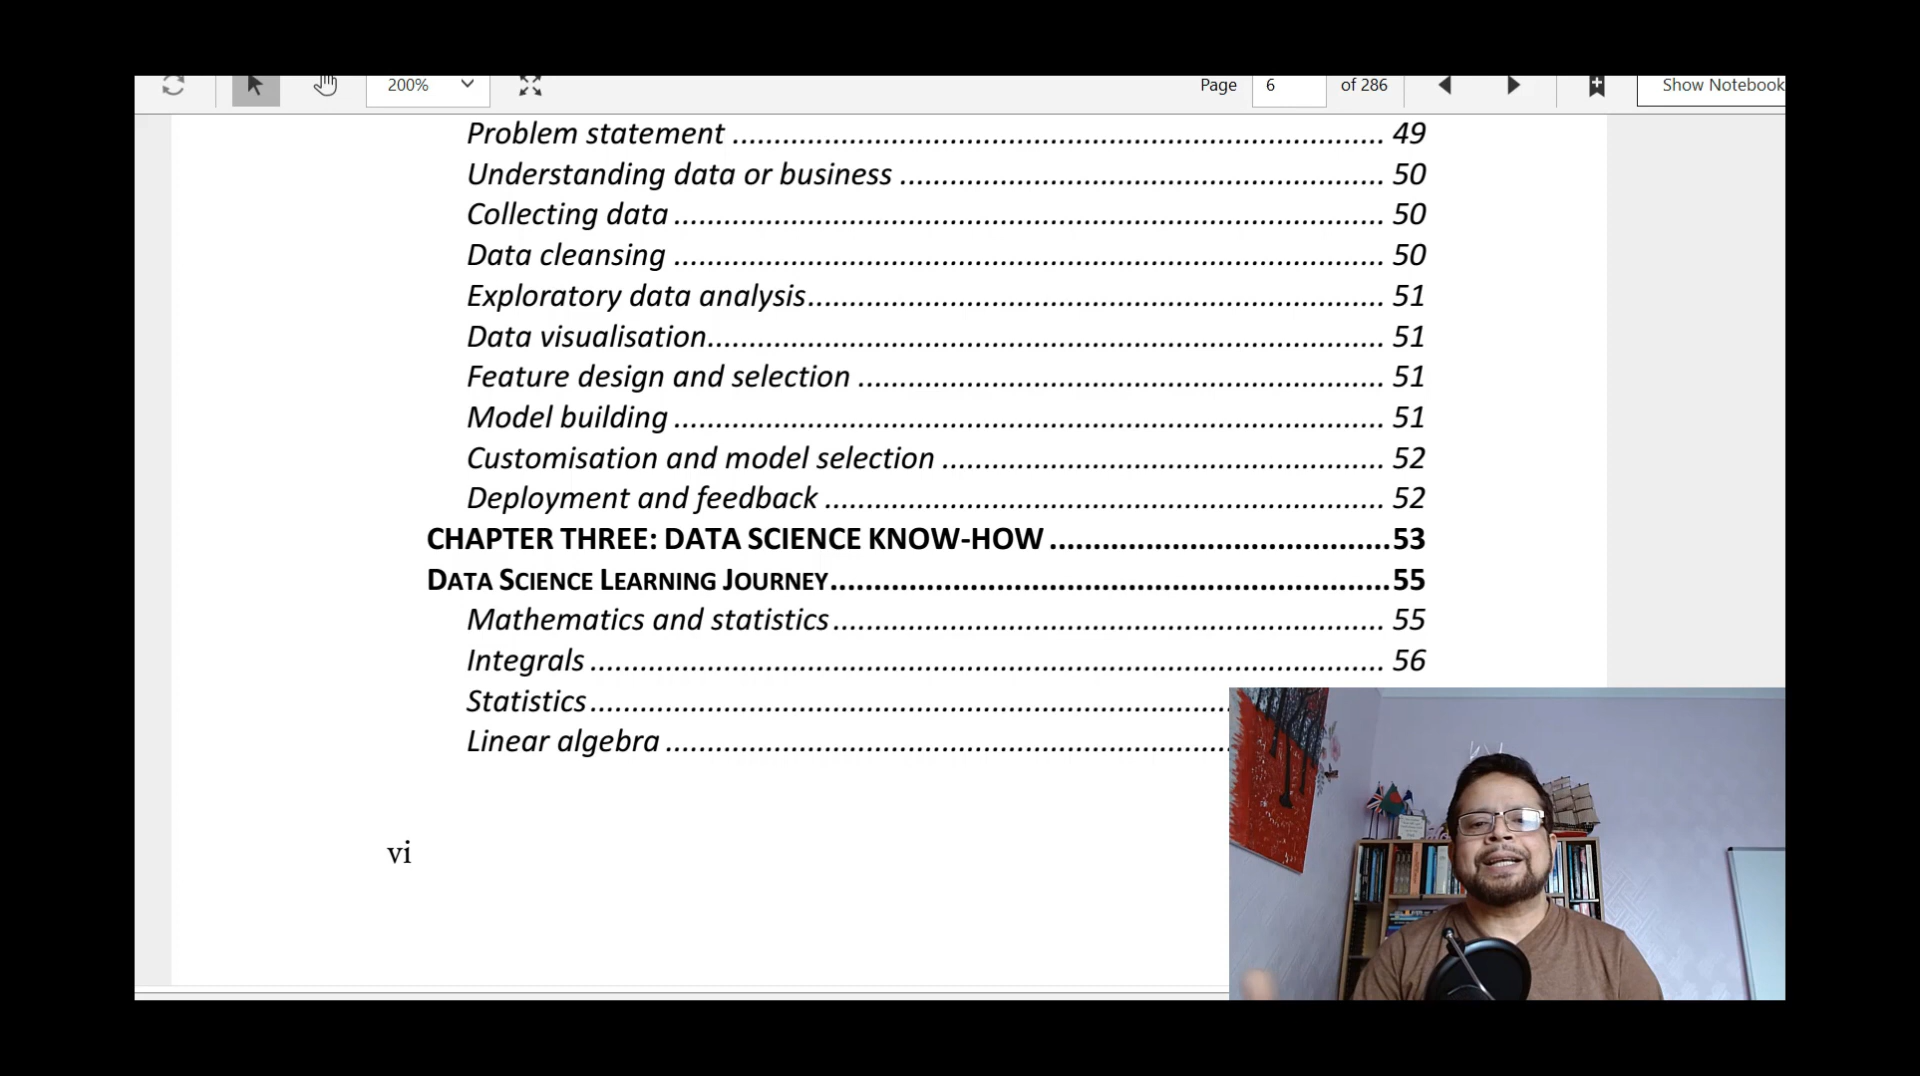 200%
Page 6 of 286
Show Notebook
Problem statement ................................................................................ 49
Understanding data or business ........................................................... 50
Collecting data ...................................................................................... 50
Data cleansing ...................................................................................... 50
Exploratory data analysis...................................................................... 51
Data visualisation.................................................................................. 51
Feature design and selection ................................................................ 51
Model building ...................................................................................... 51
Customisation and model selection ...................................................... 52
Deployment and feedback .................................................................... 52
CHAPTER THREE: DATA SCIENCE KNOW-HOW .........................................53
DATA SCIENCE LEARNING JOURNEY....................................................................55
Mathematics and statistics ................................................................... 55
Integrals ................................................................................................ 56
Statistics................................................................................
Linear algebra ......................................................................
vi